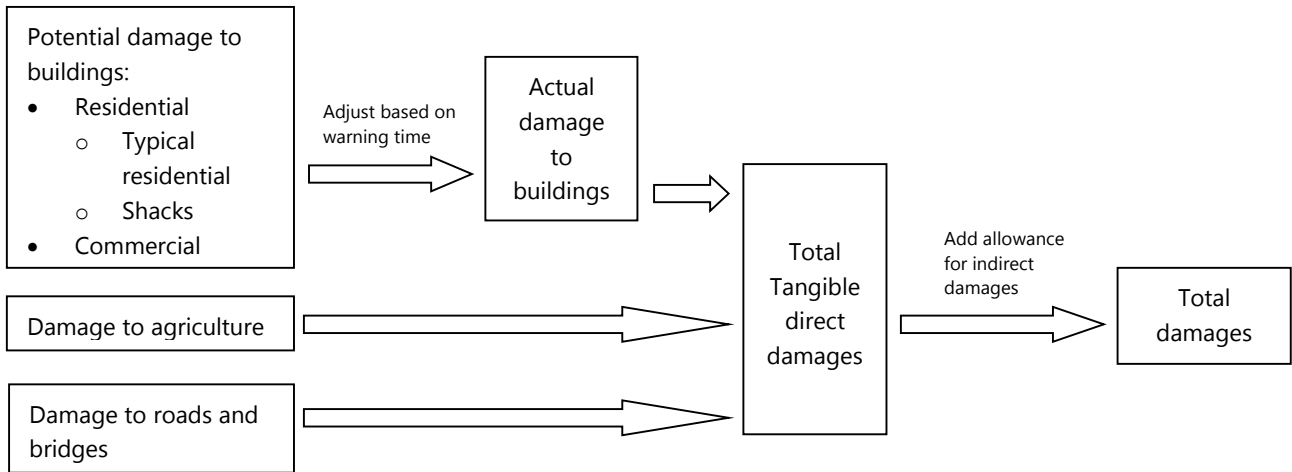 Potential damage to
buildings:
• Residential
o Typical
residential
o Shacks
• Commercial
Adjust based on
warning time
Actual
damage
to
buildings
Damage to agriculture
Damage to roads and
bridges
Total
Tangible
direct
damages
Add allowance
for indirect
damages
Total
damages